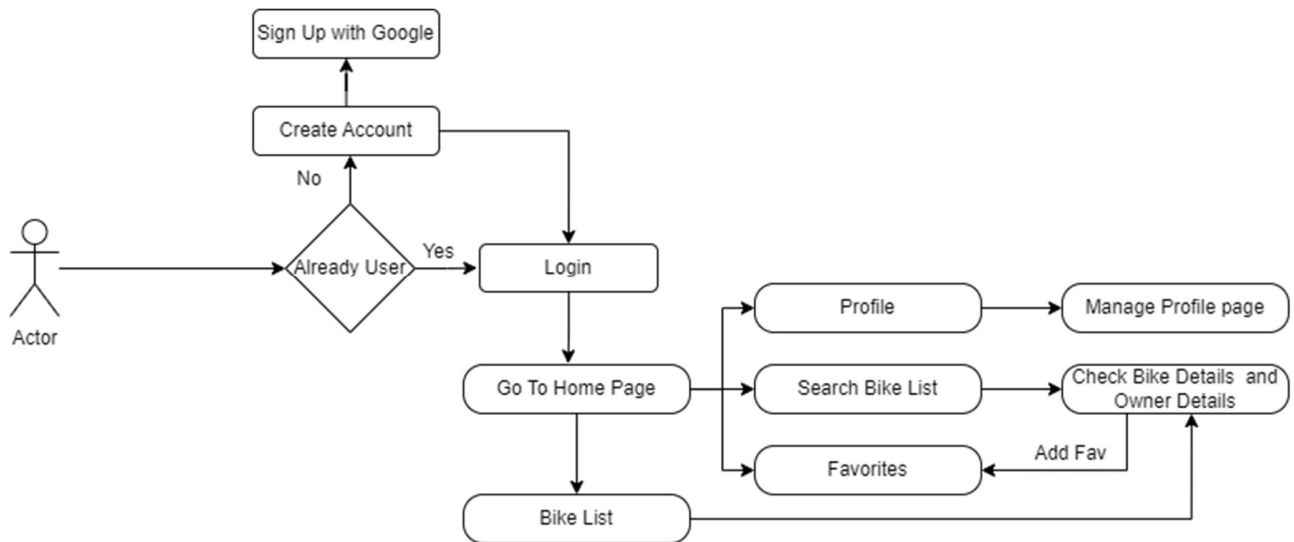 Sign Up with Google
Create Account
No
Already User
Yes
Login
Actor
Profile
Manage Profile page
Go To Home Page
Search Bike List
Check Bike Details and
Owner Details
Add Fav
Favorites
Bike List